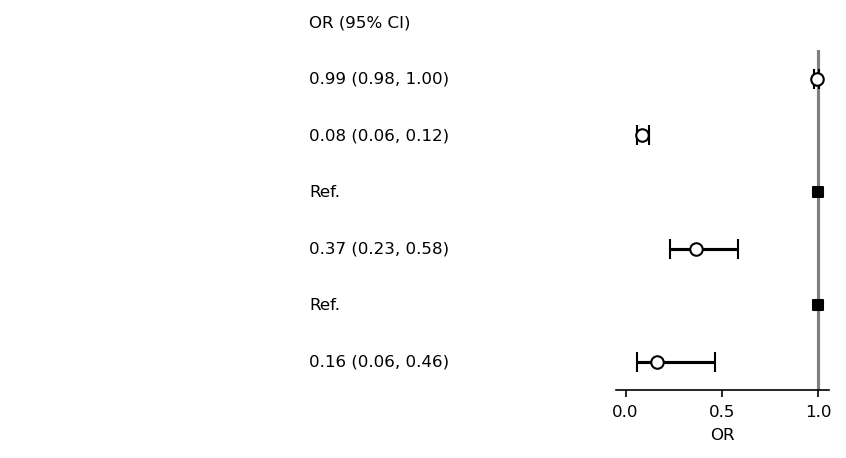 OR (95% CI)
0.99 (0.98, 1.00)
0.08 (0.06, 0.12)
Ref.
0.37 (0.23, 0.58)
Ref.
0.16 (0.06, 0.46)
0.0 0.5 1.0
OR